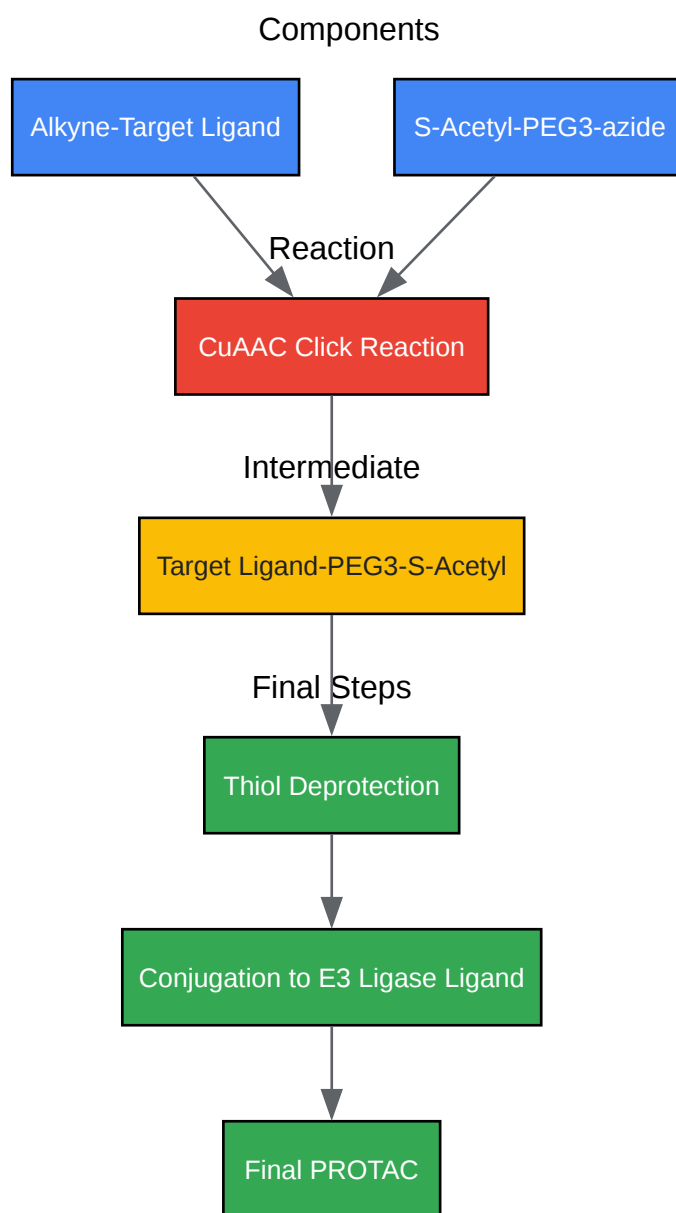 Components
Alkyne-Target Ligand
S-Acetyl-PEG3-azide
Reaction
CuAAC Click Reaction
Intermediate
Target Ligand-PEG3-S-Acetyl
Final Steps
Thiol Deprotection
Conjugation to E3 Ligase Ligand
Final PROTAC